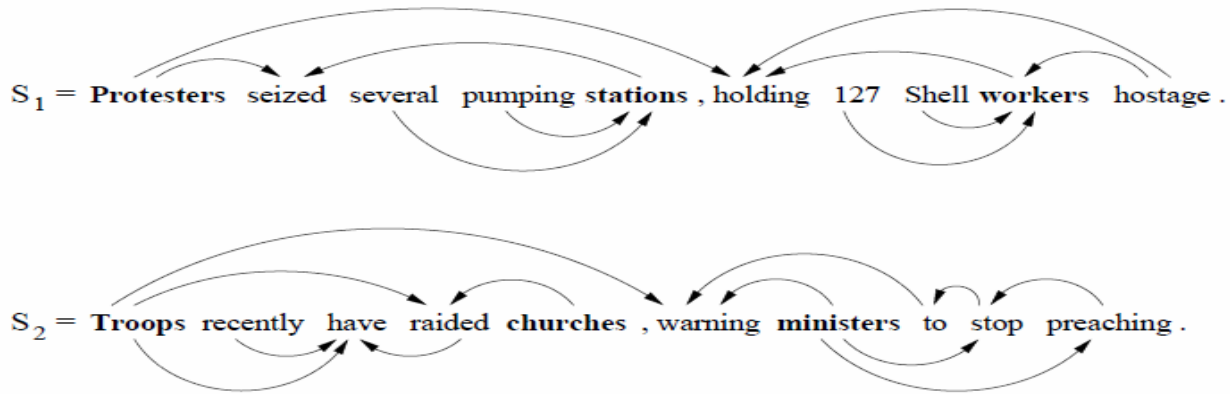 S1 = Protesters seized several pumping stations , holding 127 Shell workers hostage .
S2 = Troops recently have raided churches , warning ministers to stop preaching .